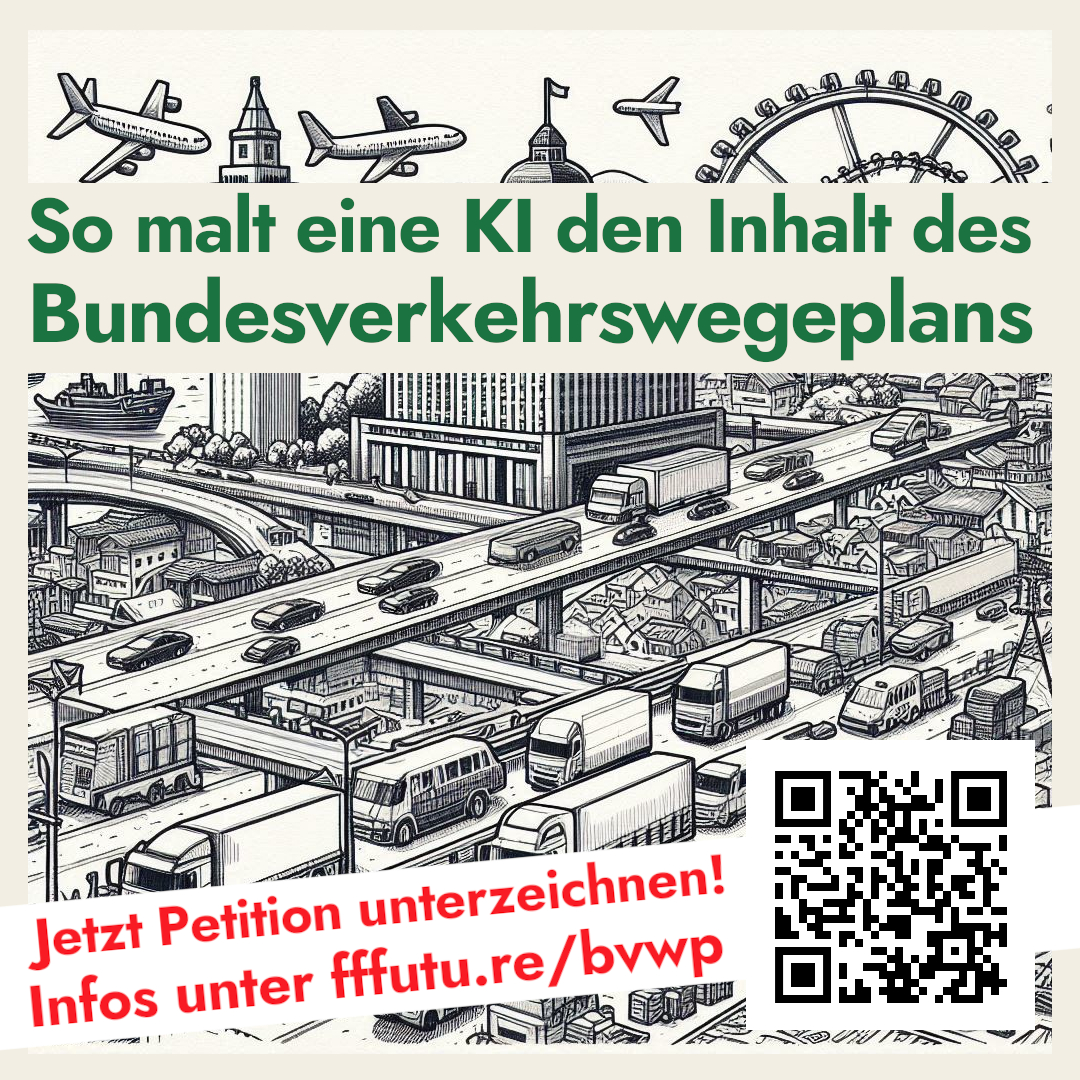 So malt eine KI den Inhalt des
Bundesverkehrswegeplans
Jetzt Petition unterzeichnen!
Infos unter fffutu.re/bvwp